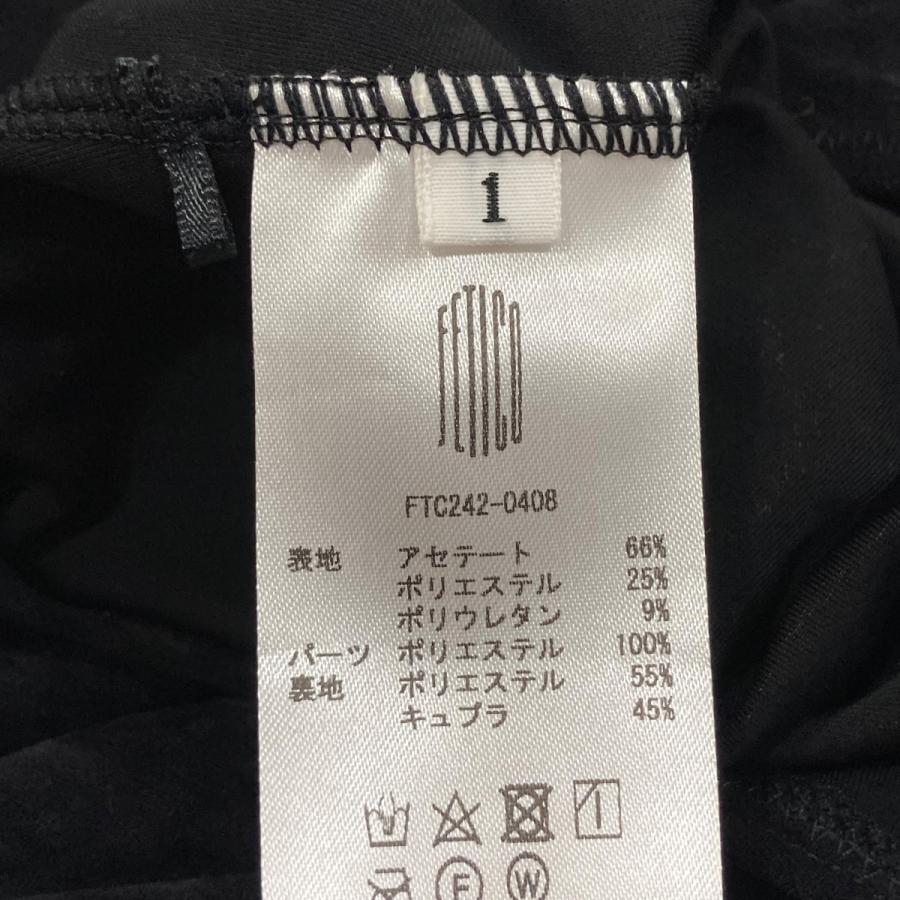 1
FETICO
FTC242-0408
表地 アセテート 66%
ポリエステル 25%
ポリウレタン 9%
パーツ ポリエステル 100%
裏地 ポリエステル 55%
キュプラ 45%
F W